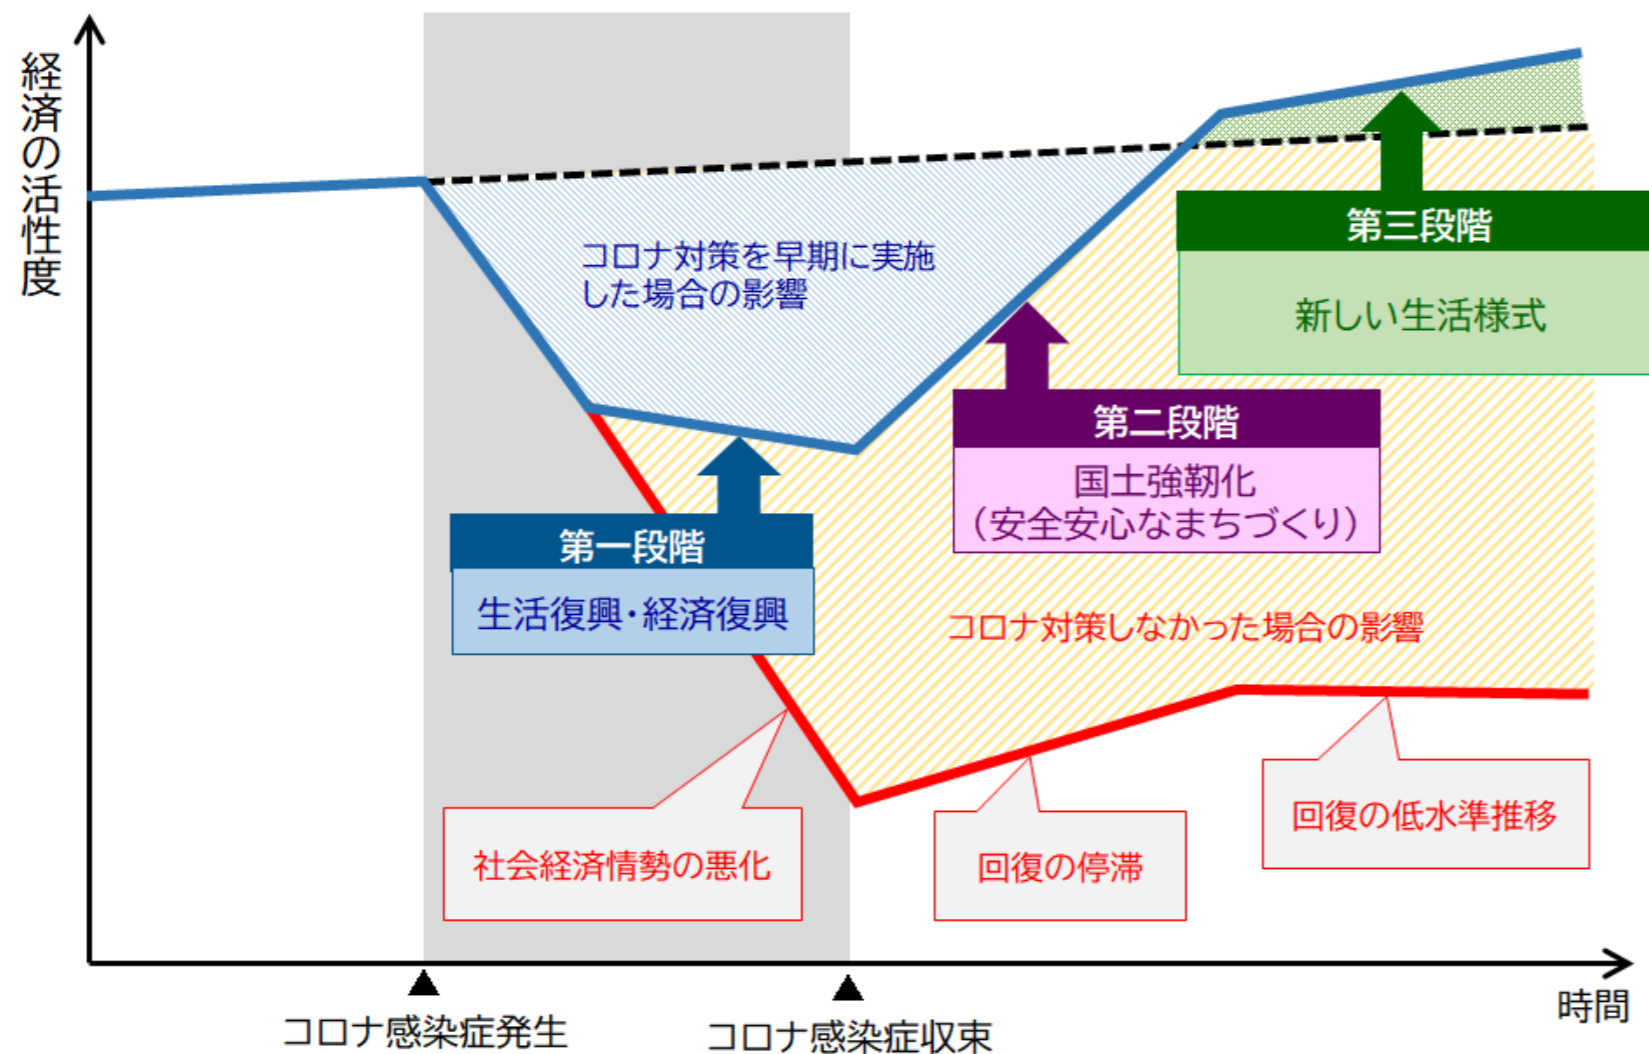 経済の活性度
コロナ対策を早期に実施
した場合の影響
第三段階
新しい生活様式
第二段階
国土強靭化
（安全安心なまちづくり）
第一段階
生活復興・経済復興
コロナ対策しなかった場合の影響
社会経済情勢の悪化
回復の停滞
回復の低水準推移
時間
▲
コロナ感染症発生
▲
コロナ感染症収束